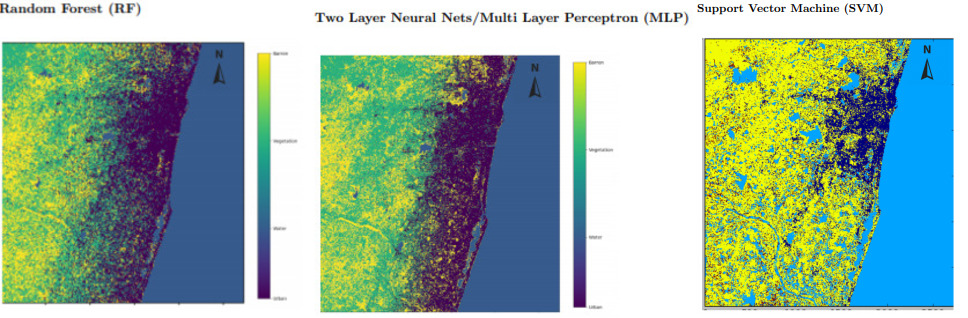 Random Forest (RF)
Two Layer Neural Nets/Multi Layer Perceptron (MLP)
Support Vector Machine (SVM)
N
Barren
Vegetation
Water
Urban
N
Barren
Vegetation
Water
Urban
N